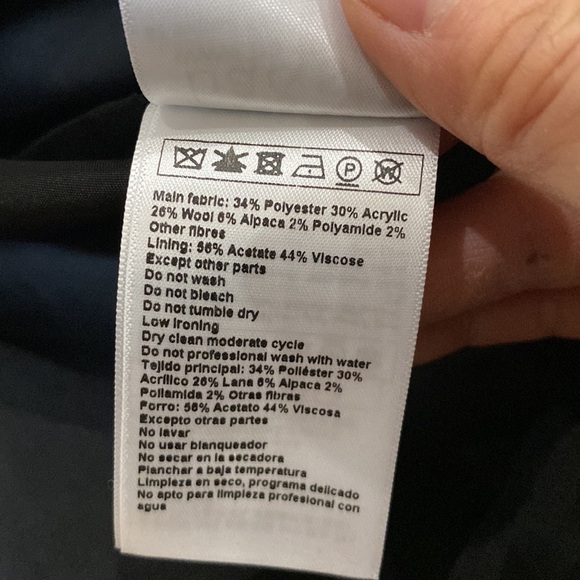 P W
Main fabric: 34% Polyester 30% Acrylic
26% Wool 6% Alpaca 2% Polyamide 2%
Other fibres
Lining: 56% Acetate 44% Viscose
Except other parts
Do not wash
Do not bleach
Do not tumble dry
Low ironing
Dry clean moderate cycle
Do not professional wash with water
Tejido principal: 34% Poliéster 30%
Acrílico 26% Lana 6% Alpaca 2%
Poliamida 2% Otras fibras
Forro: 56% Acetato 44% Viscosa
Excepto otras partes
No lavar
No usar blanqueador
No secar en la secadora
Planchar a baja temperatura
Limpieza en seco, programa delicado
No apto para limpieza profesional con
agua